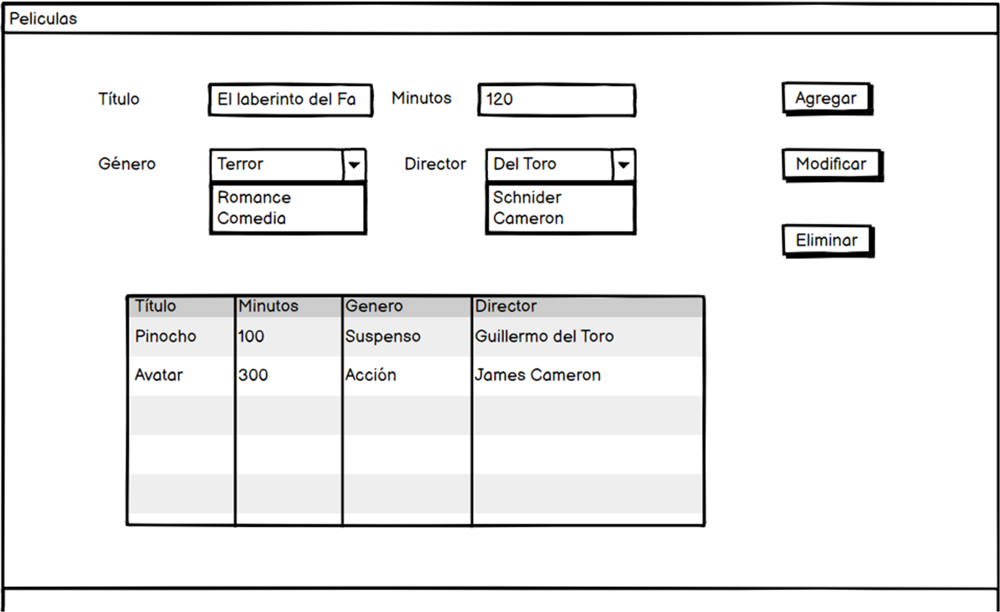 Peliculas
Título El laberinto del Fa Minutos 120 Agregar
Género Terror Director Del Toro Modificar
Romance Schnider
Comedia Cameron
Eliminar
Título Minutos Genero Director
Pinocho 100 Suspenso Guillermo del Toro
Avatar 300 Acción James Cameron